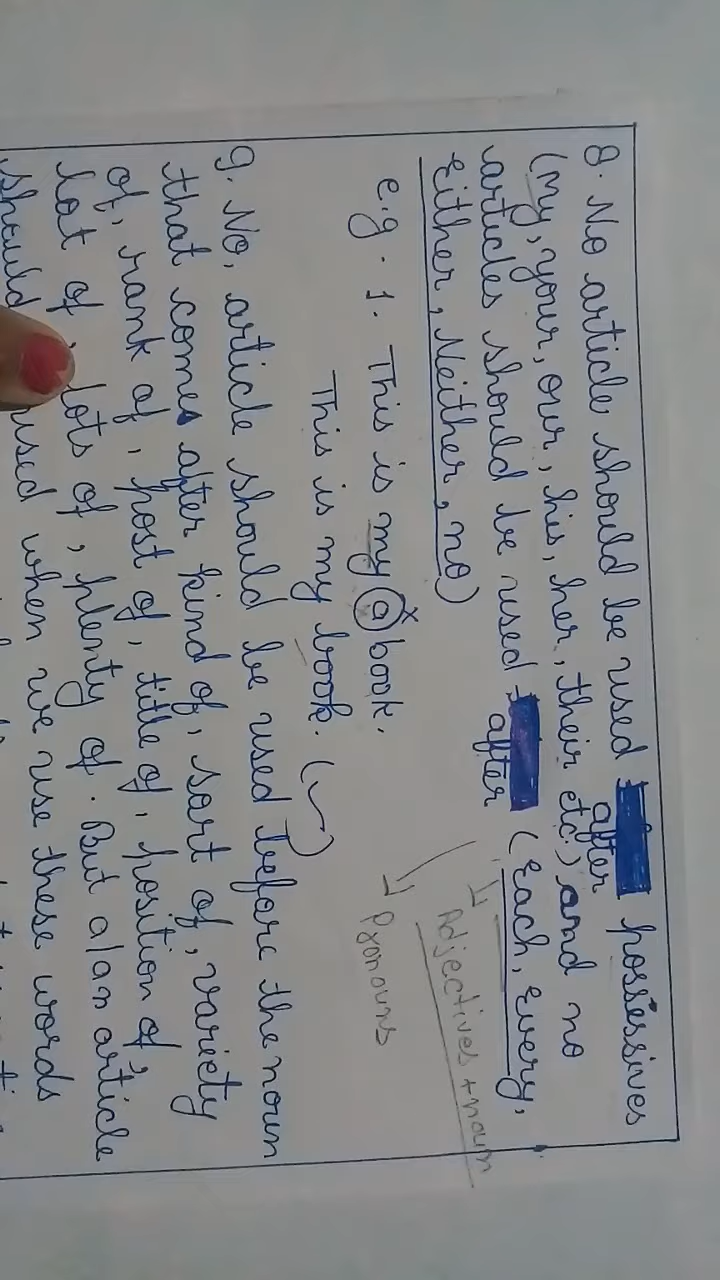 8. No article should be used after possessives
(My, your, our, his, her, their etc.) and no
articles should be used after (Each, Every,
Either, Neither, no)
Adjectives + noun
Pronouns
e.g. 1. This is my a book.
This is my book.
9. No, article should be used before the noun
that comes after kind of, sort of, variety
of, rank of, post of, title of, position of,
lot of, lots of, plenty of. But a/an article
should used when we use these words